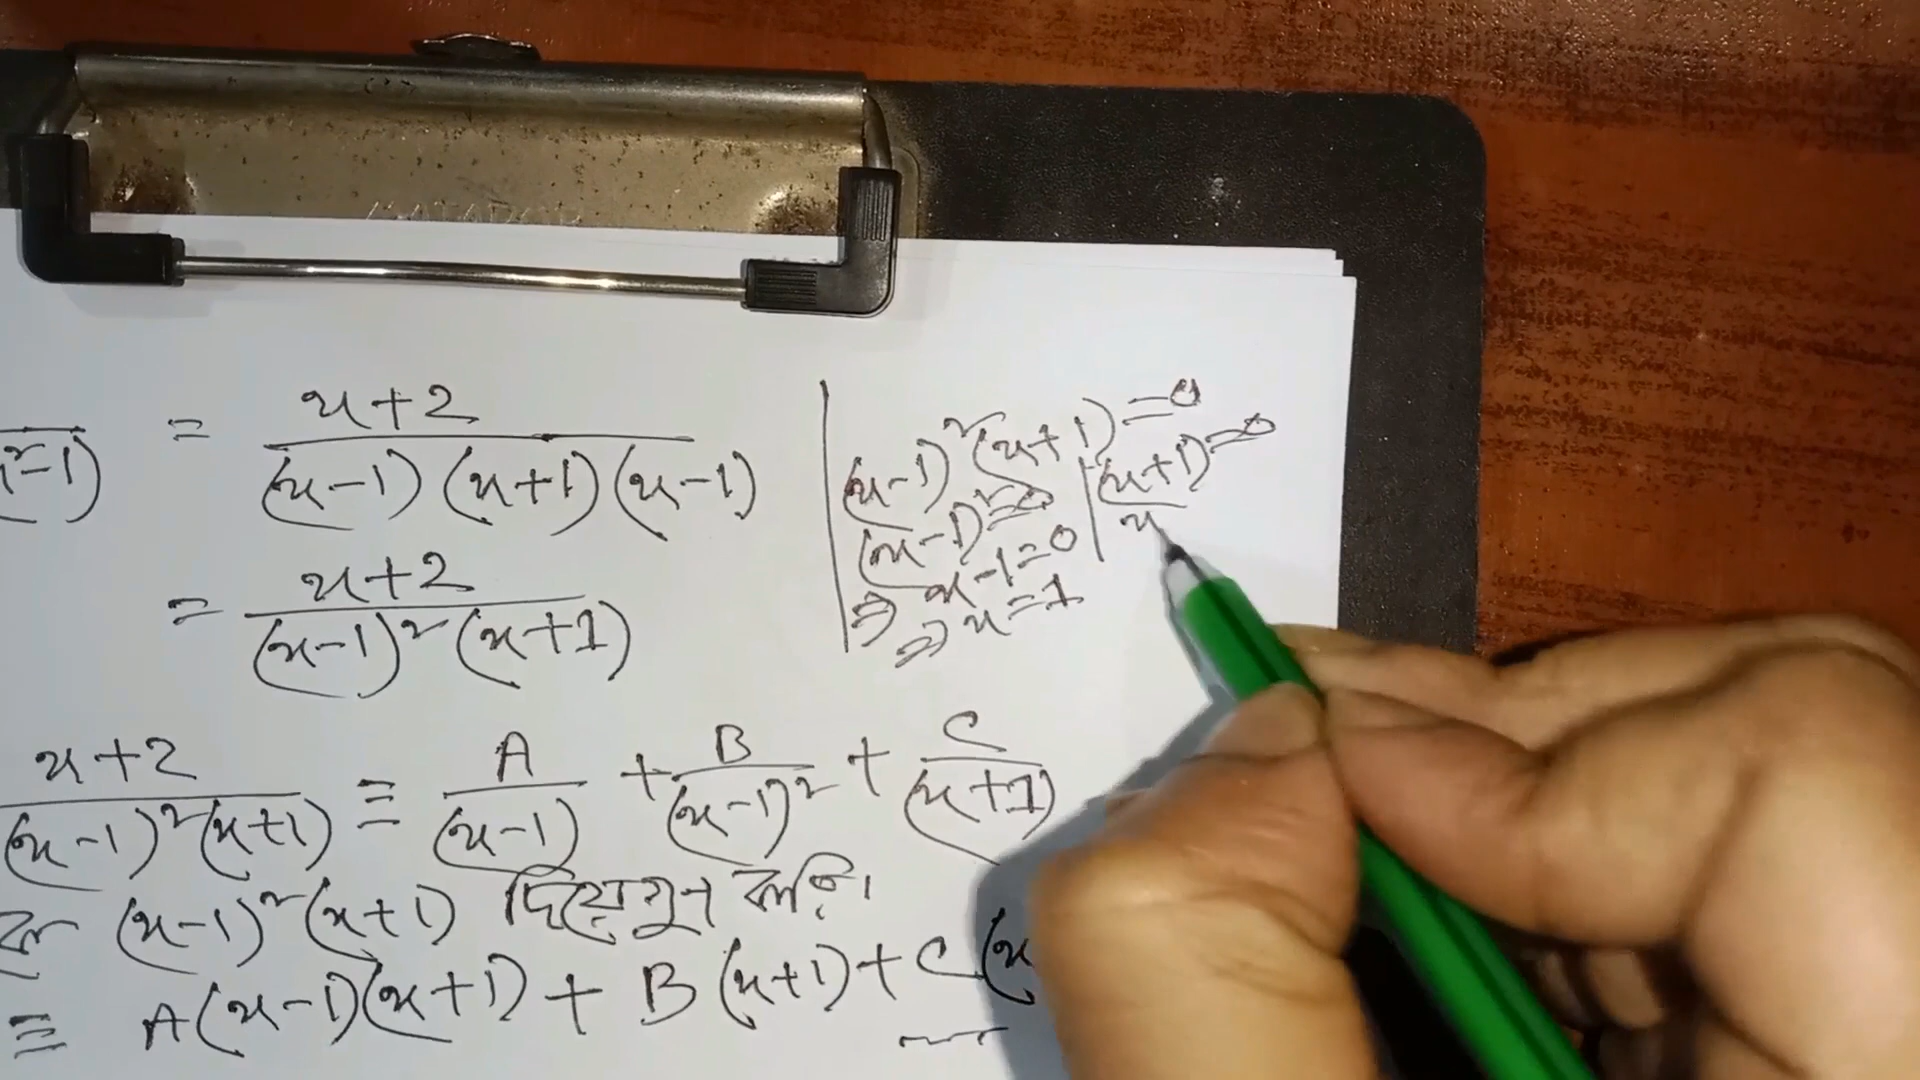 x²-1) = x+2 / (x-1)(x+1)(x-1)
= x+2 / (x-1)²(x+1)
(x-1)²(x+1)=0
(x-1)²=0
⇒ x-1=0
⇒ x=1
(x+1)=0
x
x+2 / (x-1)²(x+1) ≡ A / (x-1) + B / (x-1)² + C / (x+1)
(x-1)²(x+1) দিয়ে গুণ করি।
≡ A(x-1)(x+1) + B(x+1) + C(x